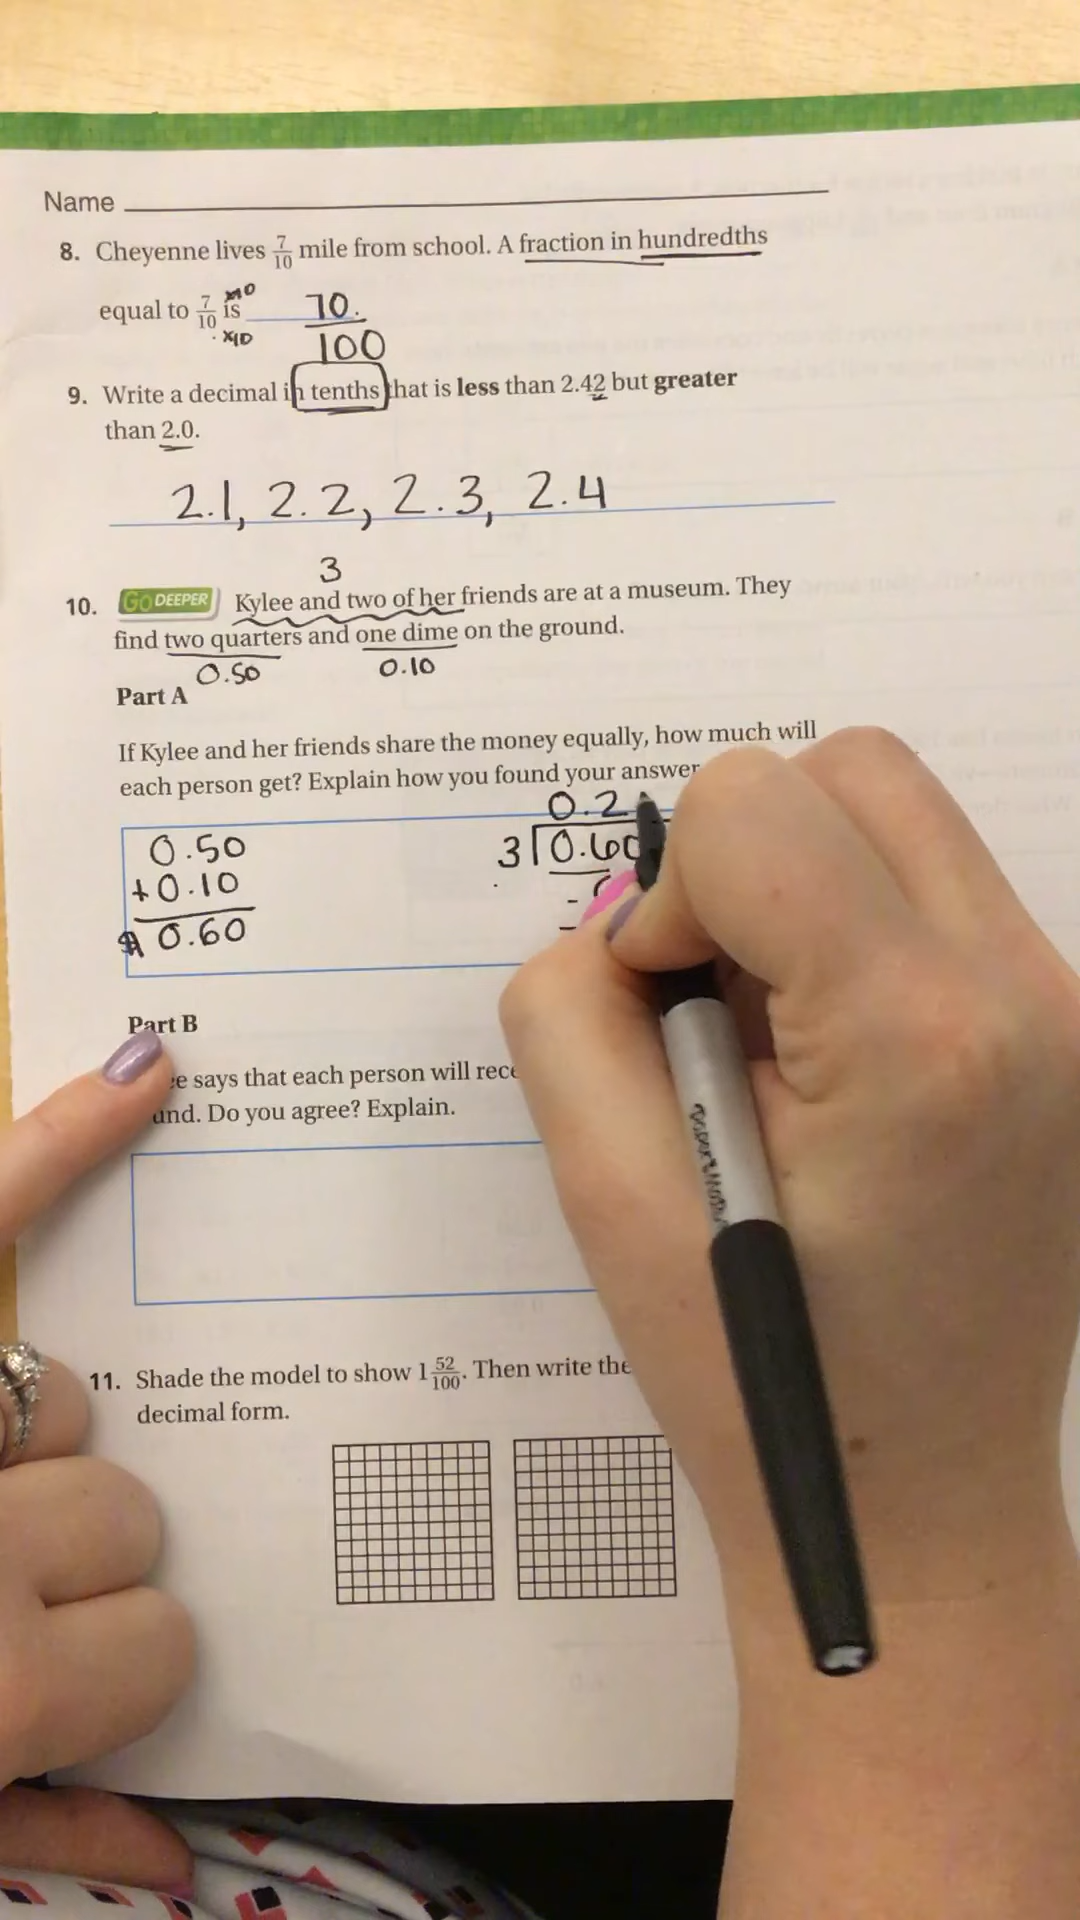 Name
8. Cheyenne lives 7/10 mile from school. A fraction in hundredths
equal to 7/10 is 70.
x10
x10
100
9. Write a decimal in tenths that is less than 2.42 but greater
than 2.0.
2.1, 2.2, 2.3, 2.4
3
10. GO DEEPER Kylee and two of her friends are at a museum. They
find two quarters and one dime on the ground.
0.50 0.10
Part A
If Kylee and her friends share the money equally, how much will
each person get? Explain how you found your answer
0.2
0.50 3 0.60
+0.10 -
0.60
Part B
says that each person will
Do you agree? Explain.
11. Shade the model to show 1 52/100. Then write the
decimal form.